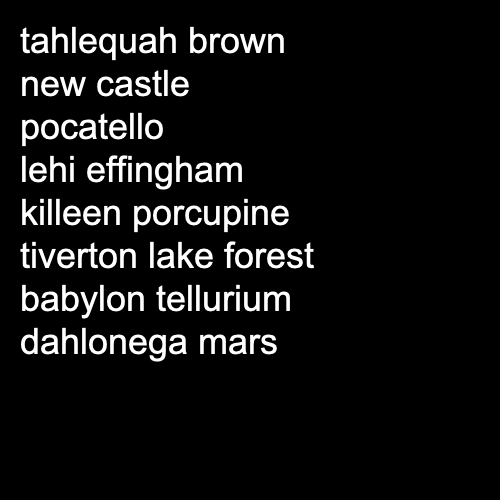 tahlequah brown
new castle
pocatello
lehi effingham
killeen porcupine
tiverton lake forest
babylon tellurium
dahlonega mars